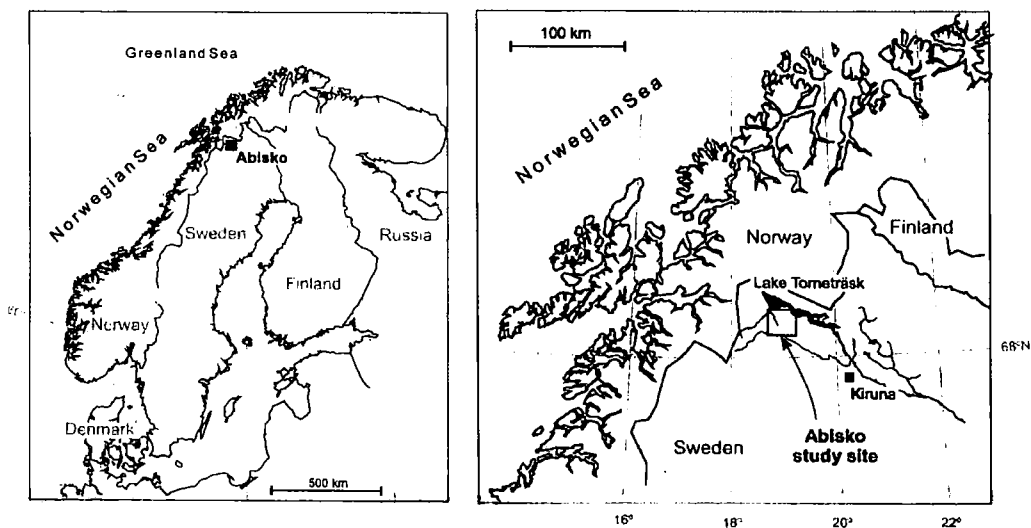 Greenland Sea
Norwegian Sea
Abisko
Sweden
Russia
Finland
Norway
Denmark
500 km
100 km
Norwegian Sea
Norway
Finland
Lake Torneträsk
68°N
Kiruna
Abisko
study site
Sweden
16°
18°
20°
22°